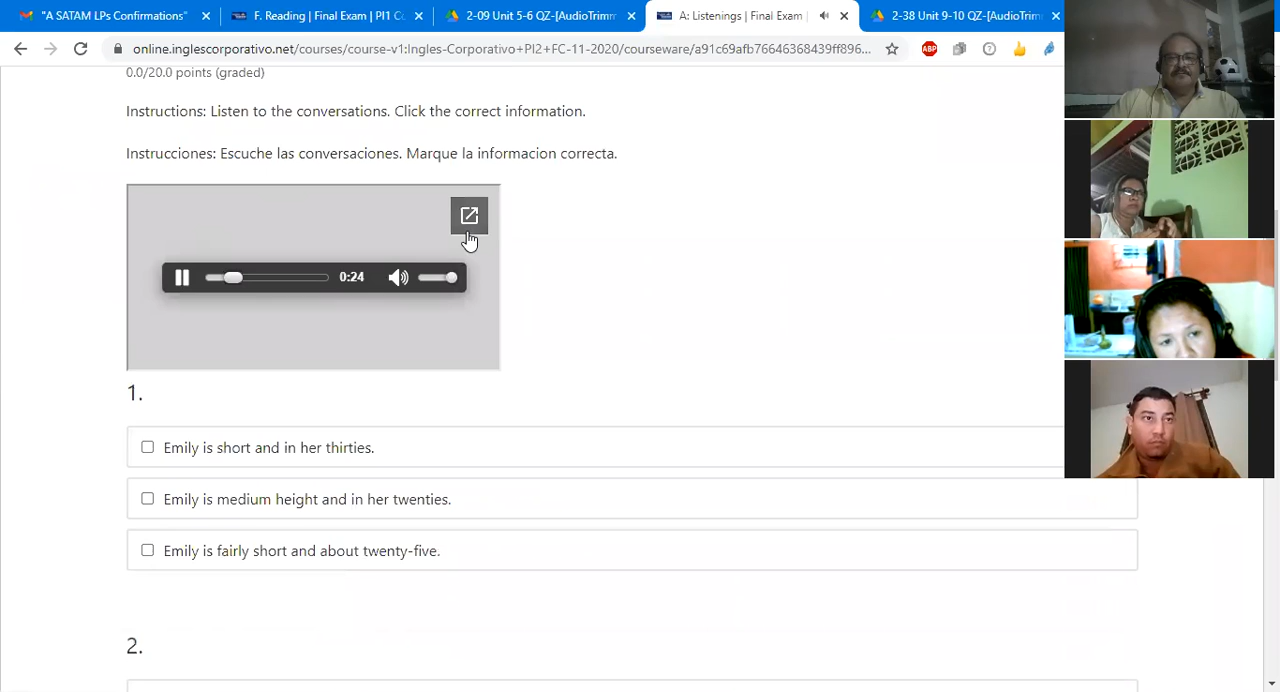 "A SATAM LPs Confirmations"
F. Reading | Final Exam | PI1 Co
2-09 Unit 5-6 QZ-[AudioTrimm
A: Listenings | Final Exam |
2-38 Unit 9-10 QZ-[AudioTrim
online.inglescorporativo.net/courses/course-v1:Ingles-Corporativo+PI2+FC-11-2020/courseware/a91c69afb76646368439ff896...
ABP
0.0/20.0 points (graded)
Instructions: Listen to the conversations. Click the correct information.
Instrucciones: Escuche las conversaciones. Marque la informacion correcta.
0:24
1.
Emily is short and in her thirties.
Emily is medium height and in her twenties.
Emily is fairly short and about twenty-five.
2.